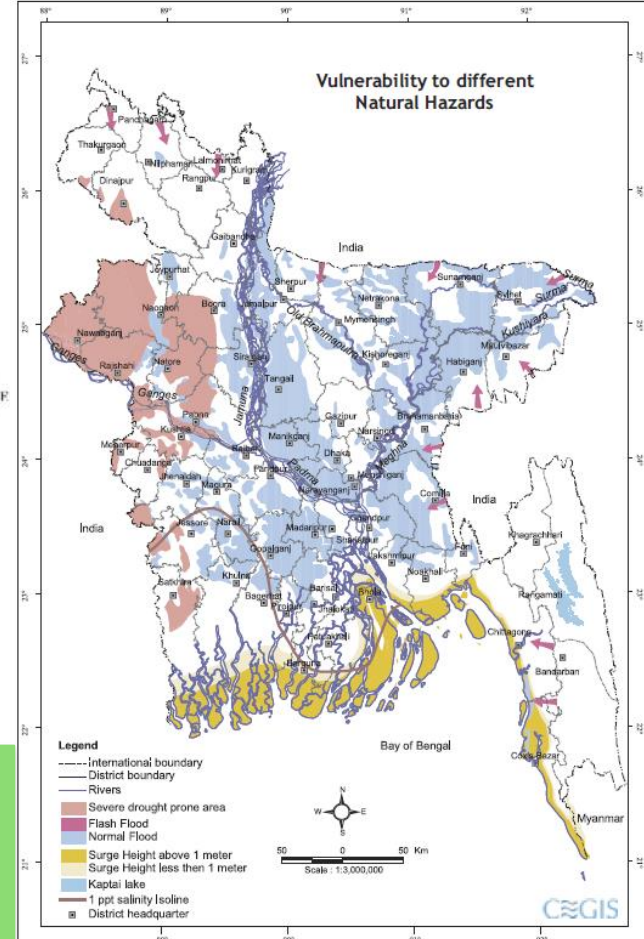 88°
89°
90°
91°
92°
Vulnerability to different
Natural Hazards
27°
26°
25°
24°
23°
22°
21°
Panchagarh
Thakurgaon
Nilphamari
Lalmonirhat
Kurigram
Rangpur
Dinajpur
Gaibandha
India
Joypurhat
Sherpur
Sunamganj
Surma
Sylhet
Surma
Netrakona
Naogaon
Bogra
Jamalpur
Old Brahmaputra
Mymensingh
Kushiyara
Nawabganj
Maulvibazar
Ganges
Rajshahi
Natore
Sirajganj
Kishoreganj
Habiganj
Tangail
Ganges
Jamuna
Pabna
Gazipur
Brahmanbaria
Kushtia
Narsingdi
Manikganj
Meherpur
Dhaka
Meghna
Chuadanga
Rajbari
Faridpur
Padma
Munshiganj
Jhenaidah
Narayanganj
Magura
Comilla
India
India
Jessore
Narail
Madaripur
Chandpur
Khagrachhari
Shariatpur
Gopalganj
Lakshmipur
Feni
Noakhali
Satkhira
Khulna
Barisal
Bhola
Rangamati
Bagerhat
Pirojpur
Jhalokati
Patuakhali
Chittagong
Barguna
Bandarban
Bay of Bengal
Cox's Bazar
Myanmar
Legend
International boundary
District boundary
Rivers
Severe drought prone area
Flash Flood
Normal Flood
Surge Height above 1 meter
Surge Height less then 1 meter
Kaptai lake
1 ppt salinity Isoline
District headquarter
N
W E
S
50 0 50 Km
Scale : 1:3,000,000
CEGIS